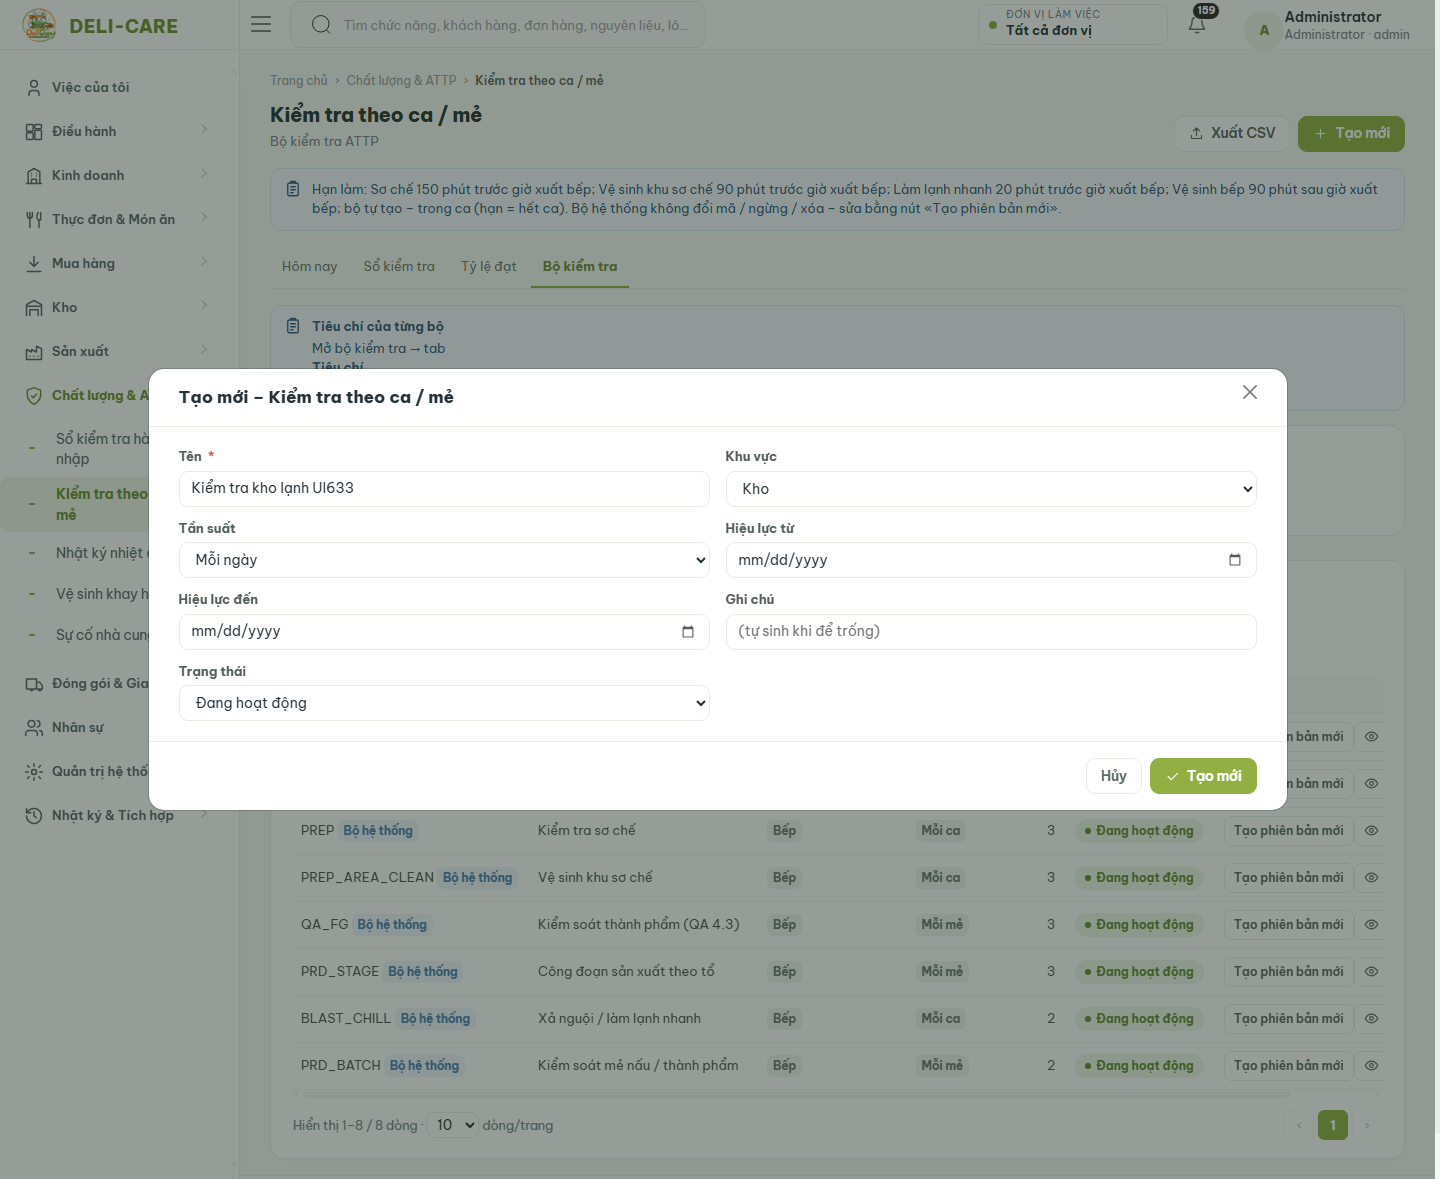 DELI-CARE
Tìm chức năng, khách hàng, đơn hàng, nguyên liệu, lô...
ĐƠN VỊ LÀM VIỆC
Tất cả đơn vị
159
A
Administrator
Administrator · admin
Việc của tôi
Điều hành
Kinh doanh
Thực đơn & Món ăn
Mua hàng
Kho
Sản xuất
Chất lượng & A
Sổ kiểm tra hà
nhập
Kiểm tra theo
mẻ
Nhật ký nhiệt
Vệ sinh khay h
Sự cố nhà cun
Đóng gói & Gia
Nhân sự
Quản trị hệ thố
Nhật ký & Tích hợp
Trang chủ › Chất lượng & ATTP › Kiểm tra theo ca / mẻ
Kiểm tra theo ca / mẻ
Bộ kiểm tra ATTP
Xuất CSV
Tạo mới
Hạn làm: Sơ chế 150 phút trước giờ xuất bếp; Vệ sinh khu sơ chế 90 phút trước giờ xuất bếp; Làm lạnh nhanh 20 phút trước giờ xuất bếp; Vệ sinh bếp 90 phút sau giờ xuất
bếp; bộ tự tạo – trong ca (hạn = hết ca). Bộ hệ thống không đổi mã / ngừng / xóa – sửa bằng nút «Tạo phiên bản mới».
Hôm nay
Sổ kiểm tra
Tỷ lệ đạt
Bộ kiểm tra
Tiêu chí của từng bộ
Mở bộ kiểm tra → tab
Tiêu chí
Tạo mới – Kiểm tra theo ca / mẻ
Tên *
Kiểm tra kho lạnh UI633
Khu vực
Kho
Tần suất
Mỗi ngày
Hiệu lực từ
mm/dd/yyyy
Hiệu lực đến
mm/dd/yyyy
Ghi chú
(tự sinh khi để trống)
Trạng thái
Đang hoạt động
Hủy
Tạo mới
n bản mới
n bản mới
PREP Bộ hệ thống Kiểm tra sơ chế Bếp Mỗi ca 3 Đang hoạt động Tạo phiên bản mới
PREP_AREA_CLEAN Bộ hệ thống Vệ sinh khu sơ chế Bếp Mỗi ca 3 Đang hoạt động Tạo phiên bản mới
QA_FG Bộ hệ thống Kiểm soát thành phẩm (QA 4.3) Bếp Mỗi mẻ 3 Đang hoạt động Tạo phiên bản mới
PRD_STAGE Bộ hệ thống Công đoạn sản xuất theo tổ Bếp Mỗi mẻ 3 Đang hoạt động Tạo phiên bản mới
BLAST_CHILL Bộ hệ thống Xả nguội / làm lạnh nhanh Bếp Mỗi ca 2 Đang hoạt động Tạo phiên bản mới
PRD_BATCH Bộ hệ thống Kiểm soát mẻ nấu / thành phẩm Bếp Mỗi mẻ 2 Đang hoạt động Tạo phiên bản mới
Hiển thị 1–8 / 8 dòng · 10 dòng/trang
‹ 1 ›